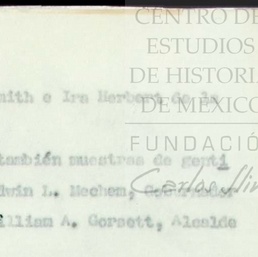 CENTRO DE
ESTUDIOS
DE HISTORIA
DE MÉXICO
FUNDACIÓ
Carlos Slim
mith e Ira Herbert de la
también muestras de genti
dwin L. Mechem, Gobernador
illiam A. Gorsett, Alcalde